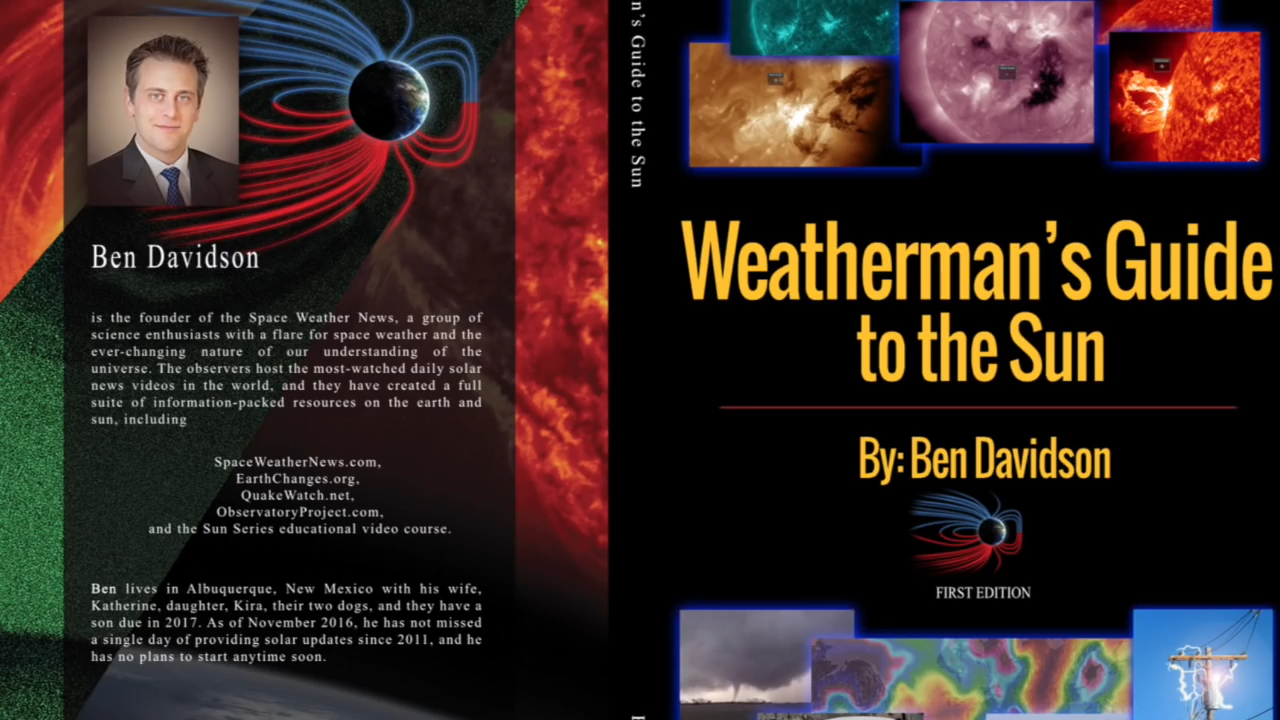 Ben Davidson
is the founder of the Space Weather News, a group of
science enthusiasts with a flare for space weather and the
ever-changing nature of our understanding of the
universe. The observers host the most-watched daily solar
news videos in the world, and they have created a full
suite of information-packed resources on the earth and
sun, including
SpaceWeatherNews.com,
EarthChanges.org,
QuakeWatch.net,
ObservatoryProject.com,
and the Sun Series educational video course.
Ben lives in Albuquerque, New Mexico with his wife,
Katherine, daughter, Kira, their two dogs, and they have a
son due in 2017. As of November 2016, he has not missed
a single day of providing solar updates since 2011, and he
has no plans to start anytime soon.
n's Guide to the Sun
Weatherman's Guide
to the Sun
By: Ben Davidson
FIRST EDITION